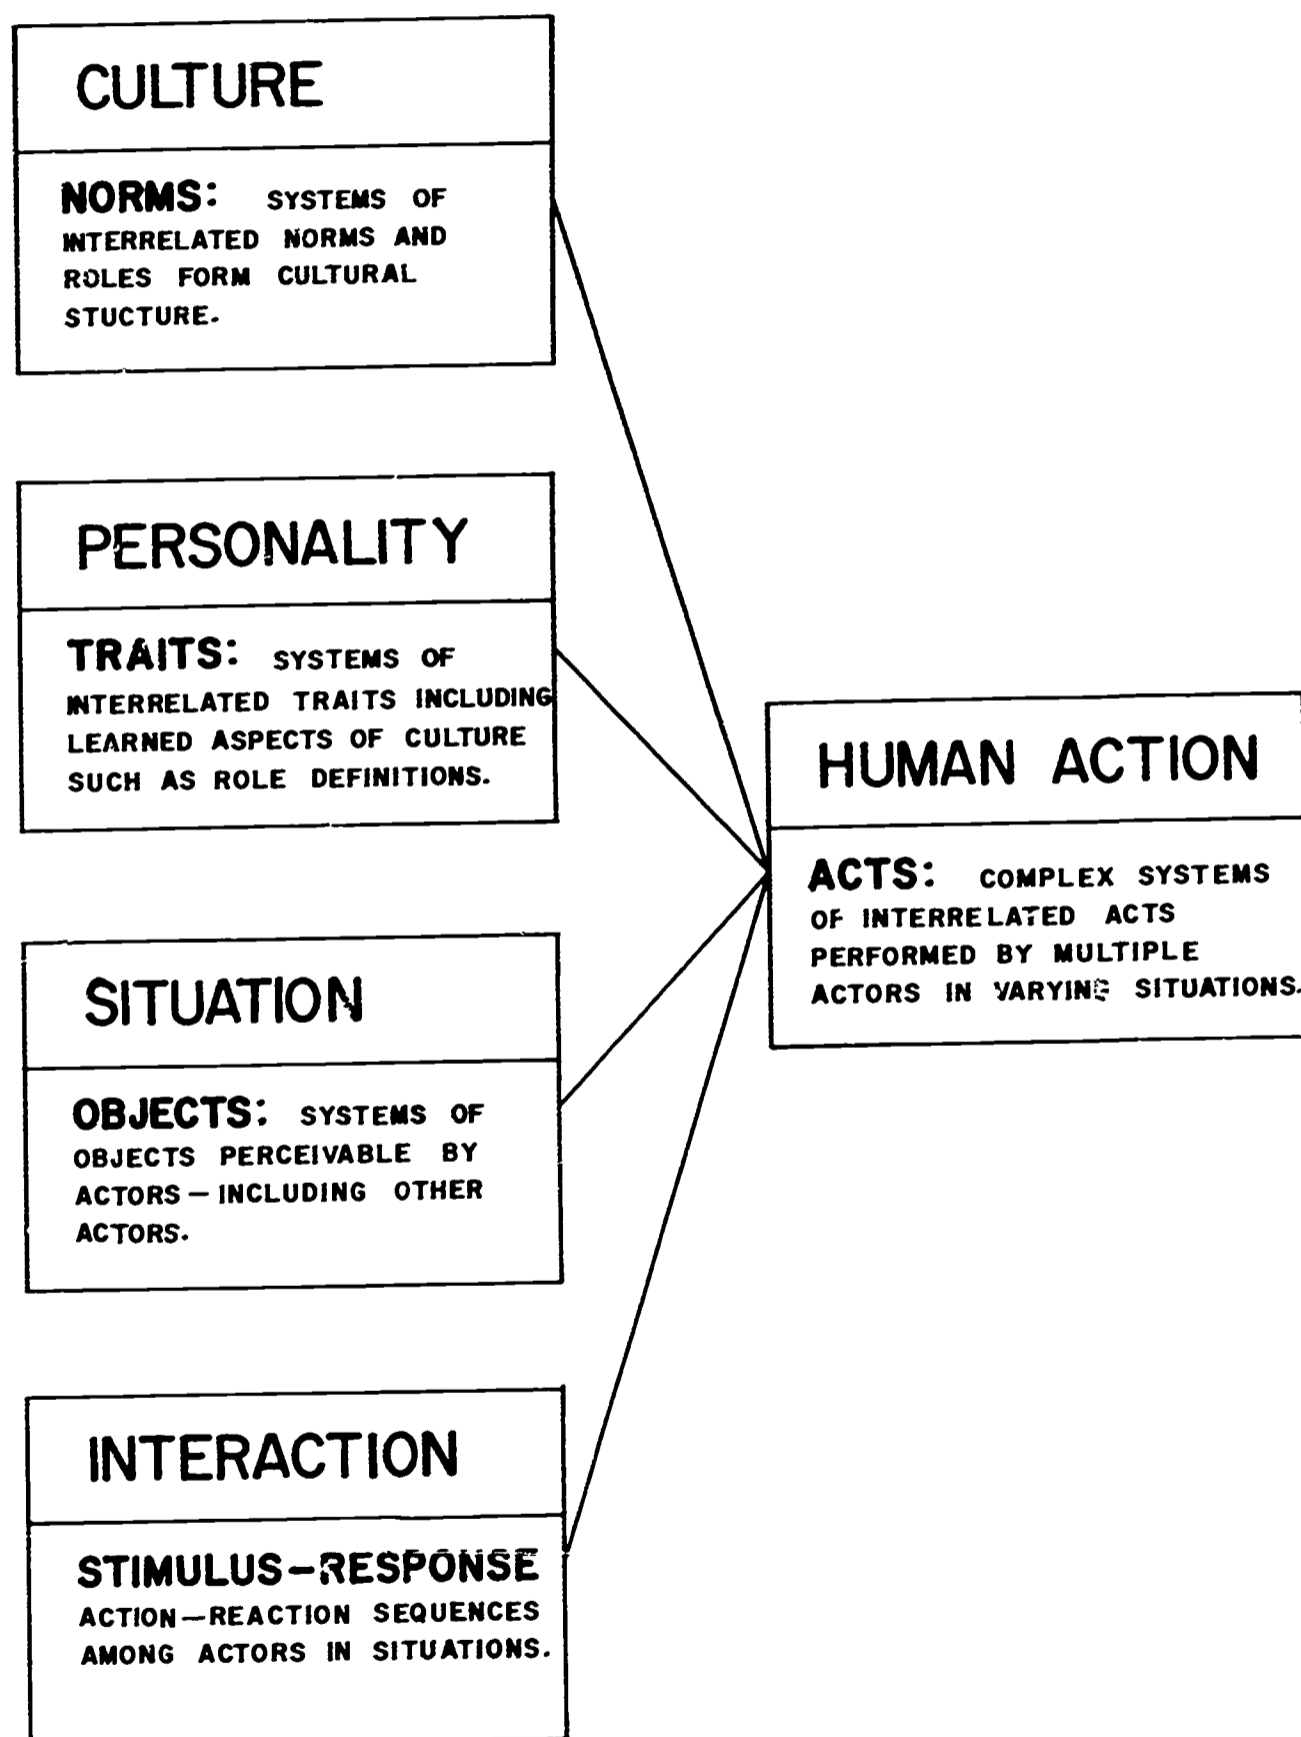 CULTURE
NORMS: SYSTEMS OF
INTERRELATED NORMS AND
ROLES FORM CULTURAL
STUCTURE.
PERSONALITY
TRAITS: SYSTEMS OF
INTERRELATED TRAITS INCLUDING
LEARNED ASPECTS OF CULTURE
SUCH AS ROLE DEFINITIONS.
SITUATION
OBJECTS: SYSTEMS OF
OBJECTS PERCEIVABLE BY
ACTORS—INCLUDING OTHER
ACTORS.
INTERACTION
STIMULUS-RESPONSE
ACTION—REACTION SEQUENCES
AMONG ACTORS IN SITUATIONS.
HUMAN ACTION
ACTS: COMPLEX SYSTEMS
OF INTERRELATED ACTS
PERFORMED BY MULTIPLE
ACTORS IN VARYING SITUATIONS.